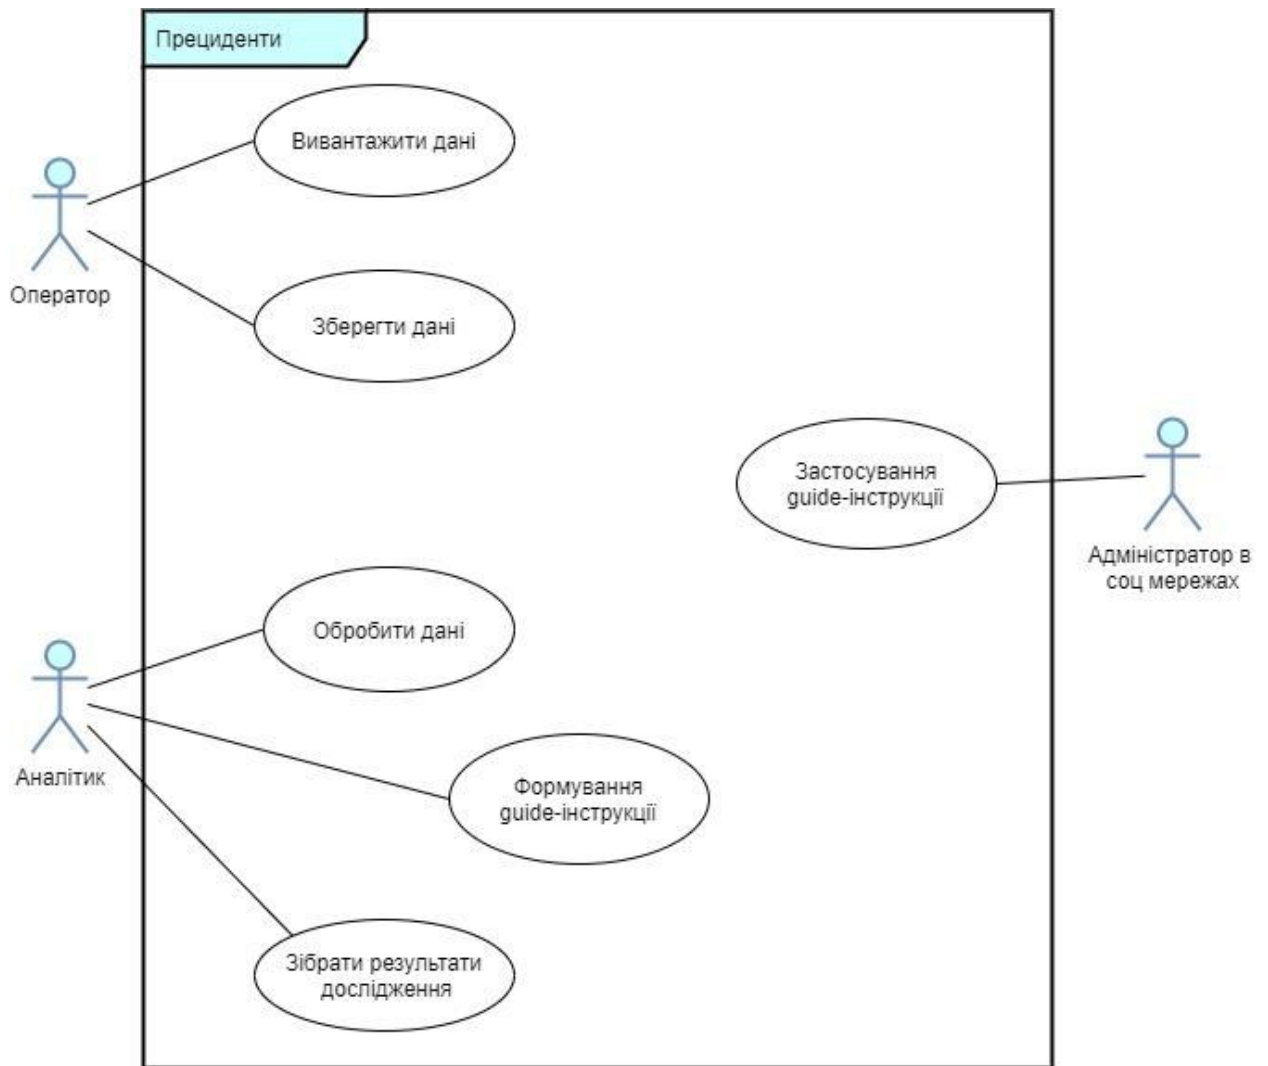 Прециденти
Вивантажити дані
Оператор
Зберегти дані
Застосування
guide-інструкції
Адміністратор в
соц мережах
Обробити дані
Аналітик
Формування
guide-інструкції
Зібрати результати
дослідження